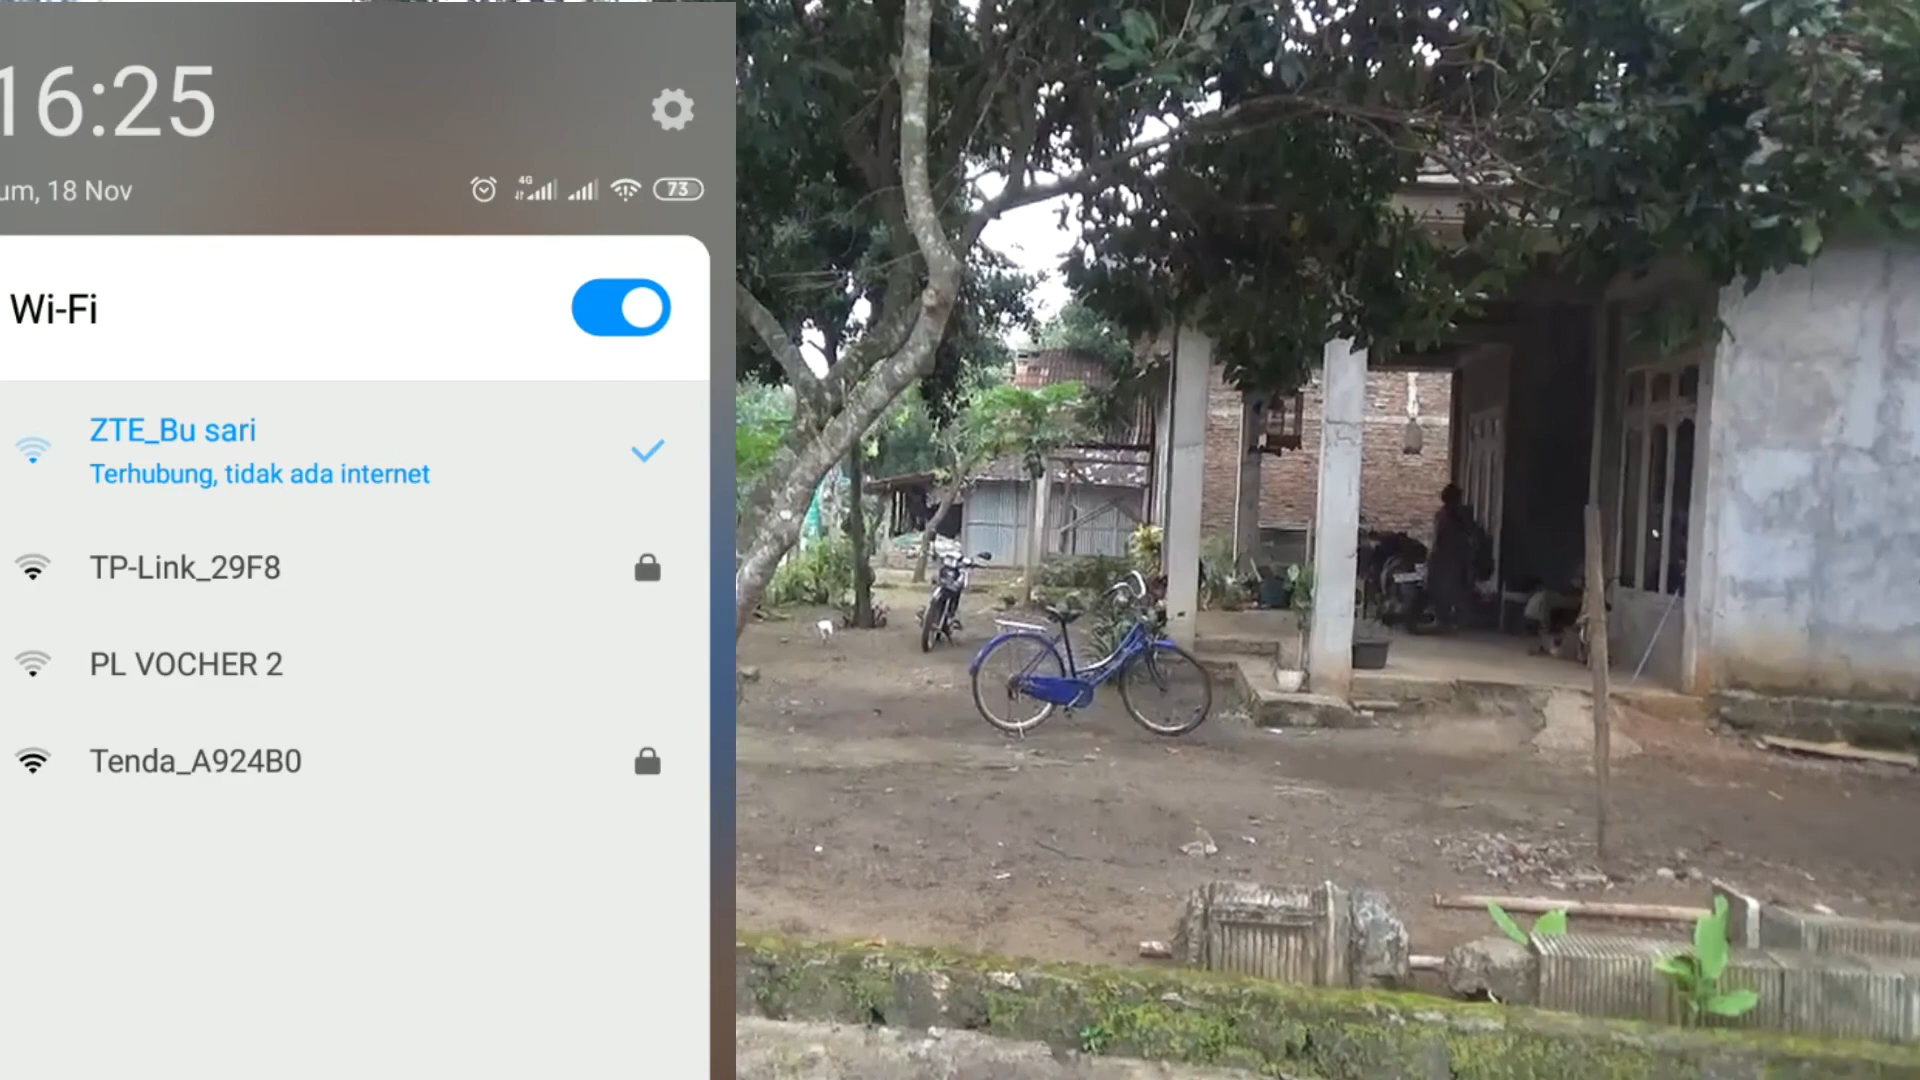 16:25
um, 18 Nov
4G
73
Wi-Fi
ZTE_Bu sari
Terhubung, tidak ada internet
TP-Link_29F8
PL VOCHER 2
Tenda_A924B0